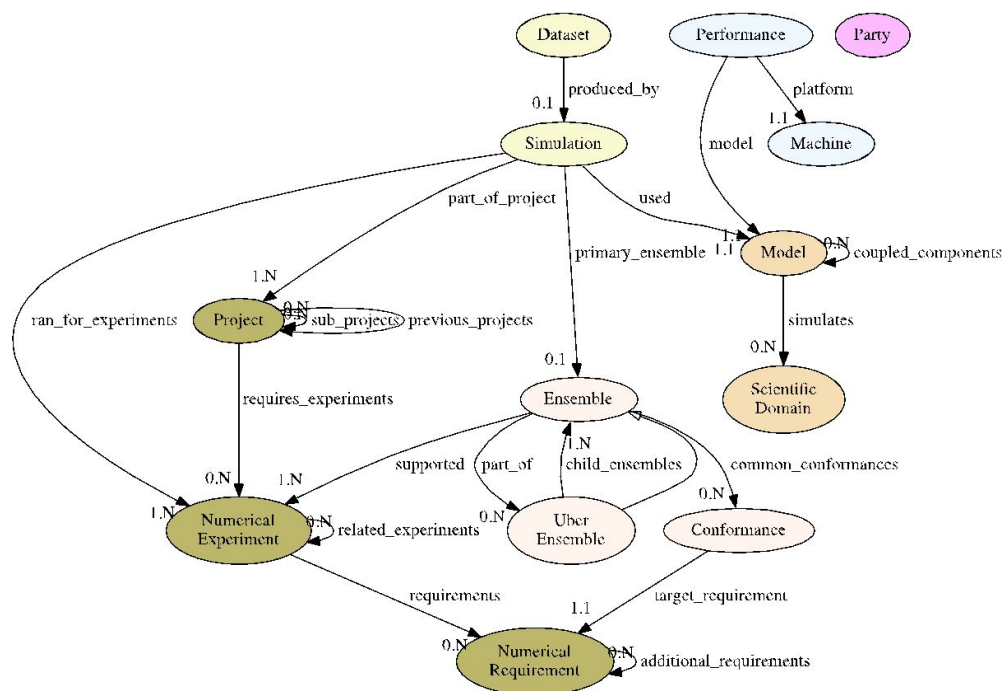 Dataset
Performance
Party
produced_by
platform
0.1
1.1
Simulation
Machine
model
part_of_project
used
primary_ensemble
1.1
1.1
Model
0.N
coupled_components
1.N
ran_for_experiments
Project
0.N
0.N
sub_projects
previous_projects
simulates
0.1
0.N
requires_experiments
Ensemble
Scientific
Domain
supported
part_of
1.N
child_ensembles
common_conformances
0.N
1.N
1.N
Numerical
Experiment
0.N
related_experiments
0.N
Uber
Ensemble
0.N
Conformance
requirements
1.1
target_requirement
0.N
Numerical
Requirement
0.N
additional_requirements